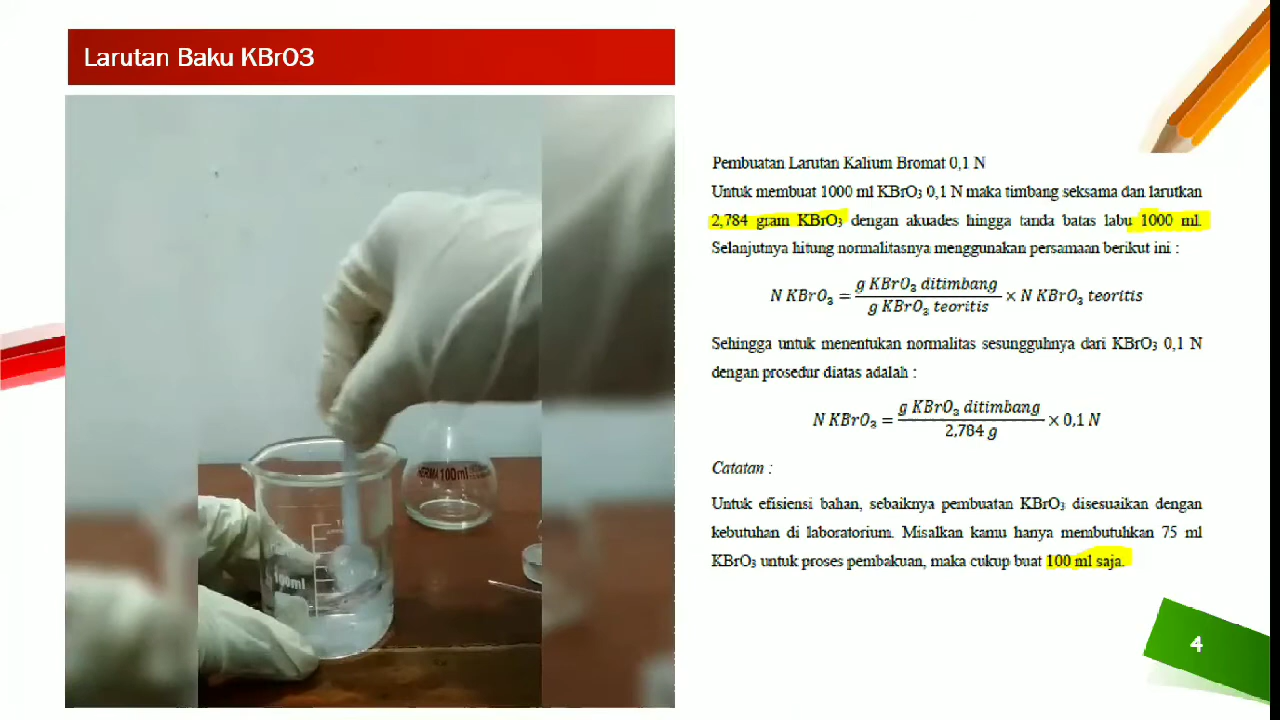 Larutan Baku KBrO3
Pembuatan Larutan Kalium Bromat 0,1 N
Untuk membuat 1000 ml KBrO₃ 0,1 N maka timbang seksama dan larutkan
2,784 gram KBrO₃ dengan akuades hingga tanda batas labu 1000 ml.
Selanjutnya hitung normalitasnya menggunakan persamaan berikut ini :
N KBrO₃ = g KBrO₃ ditimbang / g KBrO₃ teoritis × N KBrO₃ teoritis
Sehingga untuk menentukan normalitas sesungguhnya dari KBrO₃ 0,1 N
dengan prosedur diatas adalah :
N KBrO₃ = g KBrO₃ ditimbang / 2,784 g × 0,1 N
Catatan :
Untuk efisiensi bahan, sebaiknya pembuatan KBrO₃ disesuaikan dengan
kebutuhan di laboratorium. Misalkan kamu hanya membutuhkan 75 ml
KBrO₃ untuk proses pembakuan, maka cukup buat 100 ml saja.
HERMA 100ml
100ml
4